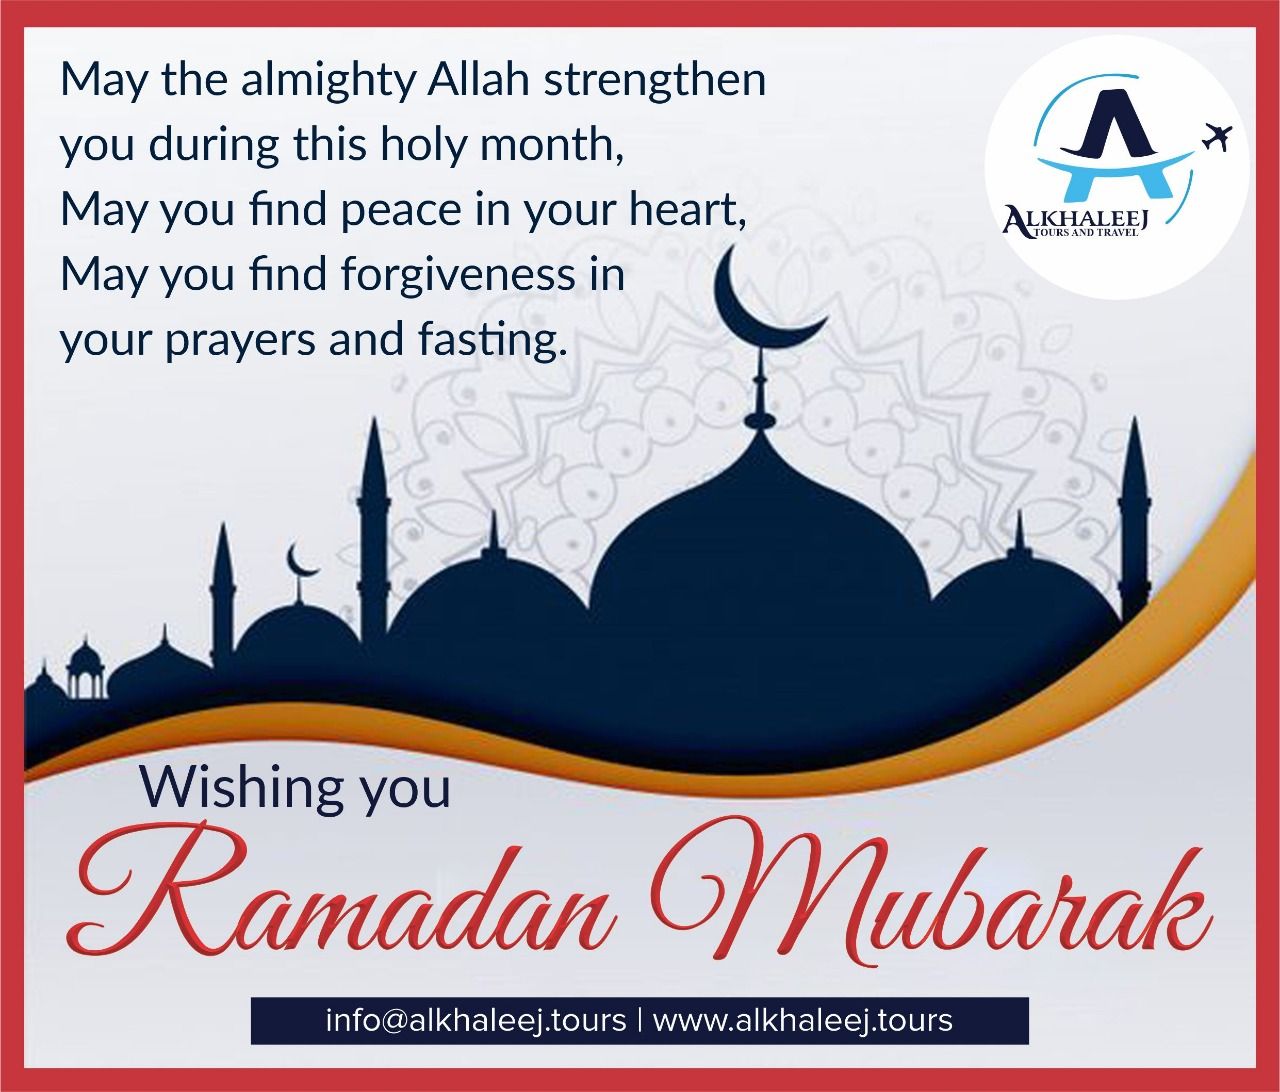 May the almighty Allah strengthen
you during this holy month,
May you find peace in your heart,
May you find forgiveness in
your prayers and fasting.
ALKHALEEJ
TOURS AND TRAVEL
Wishing you
Ramadan Mubarak
info@alkhaleej.tours | www.alkhaleej.tours